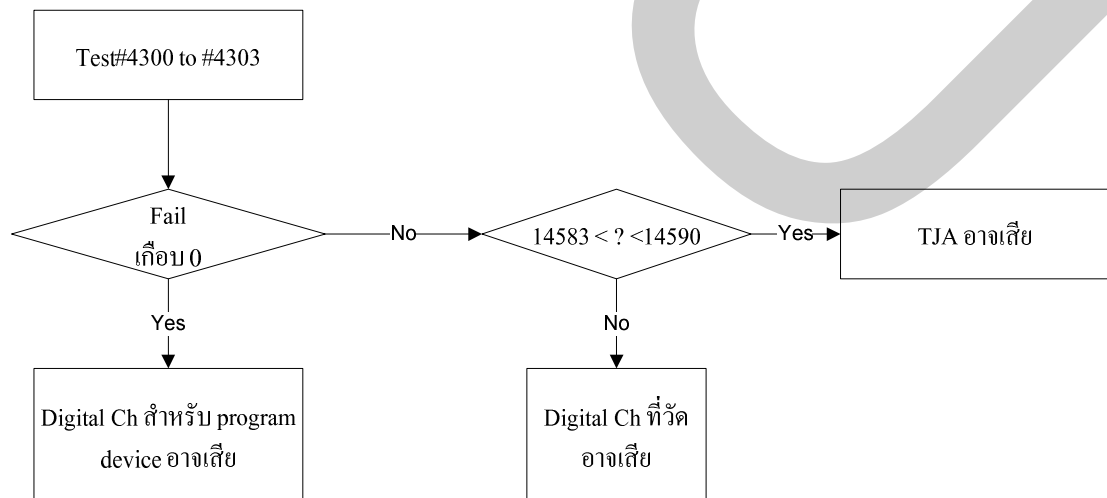 Test#4300 to #4303
Fail
เกือบ 0
No
14583 < ? <14590
Yes
TJA อาจเสีย
Yes
No
Digital Ch สำหรับ program
device อาจเสีย
Digital Ch ที่วัด
อาจเสีย